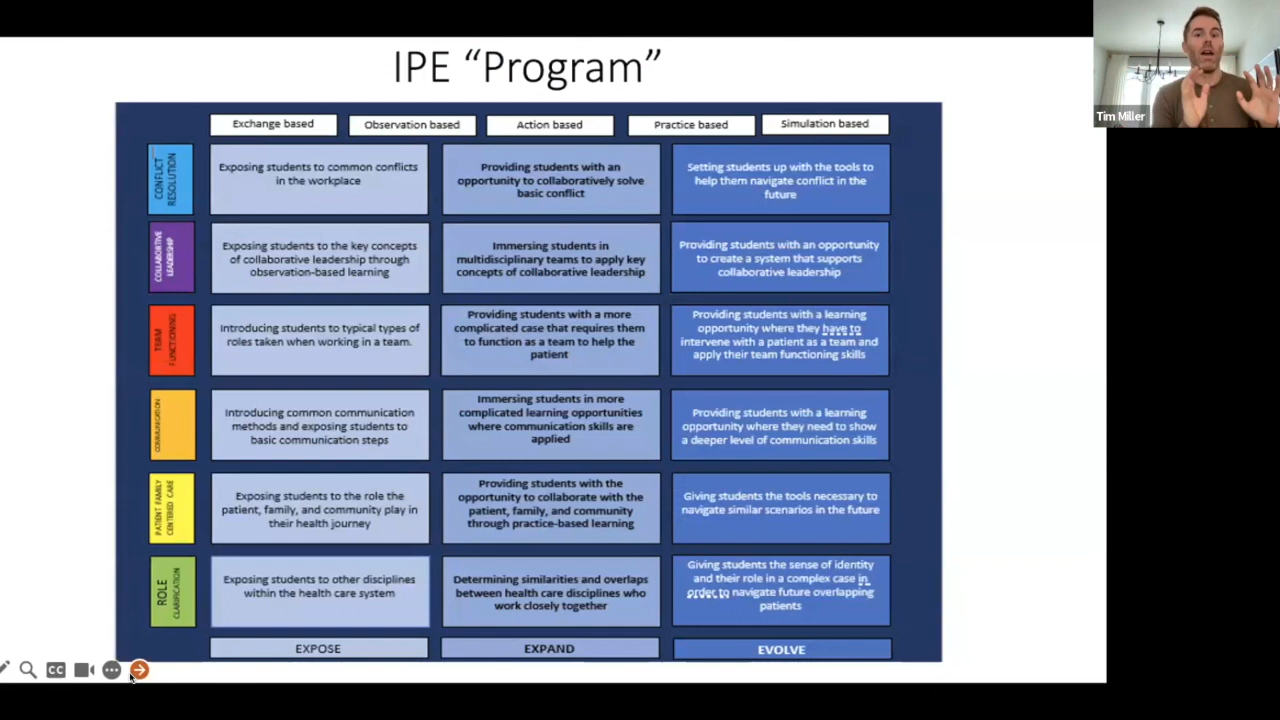 IPE “Program”
Tim Miller
Exchange based
Observation based
Action based
Practice based
Simulation based
CONFLICT
RESOLUTION
Exposing students to common conflicts
in the workplace
Providing students with an
opportunity to collaboratively solve
basic conflict
Setting students up with the tools to
help them navigate conflict in the
future
COLLABORTIVE
LEADERSHIP
Exposing students to the key concepts
of collaborative leadership through
observation-based learning
Immersing students in
multidisciplinary teams to apply key
concepts of collaborative leadership
Providing students with an opportunity
to create a system that supports
collaborative leadership
TEAM
FUNCTIONING
Introducing students to typical types of
roles taken when working in a team.
Providing students with a more
complicated case that requires them
to function as a team to help the
patient
Providing students with a learning
opportunity where they have to
intervene with a patient as a team and
apply their team functioning skills
COMMUNICATION
Introducing common communication
methods and exposing students to
basic communication steps
Immersing students in more
complicated learning opportunities
where communication skills are
applied
Providing students with a learning
opportunity where they need to show
a deeper level of communication skills
PATIENT FAMILY
CENTERED CARE
Exposing students to the role the
patient, family, and community play in
their health journey
Providing students with the
opportunity to collaborate with the
patient, family, and community
through practice-based learning
Giving students the tools necessary to
navigate similar scenarios in the future
ROLE
CLARIFICATION
Exposing students to other disciplines
within the health care system
Determining similarities and overlaps
between health care disciplines who
work closely together
Giving students the sense of identity
and their role in a complex case in
order to navigate future overlapping
patients
EXPOSE
EXPAND
EVOLVE
CC